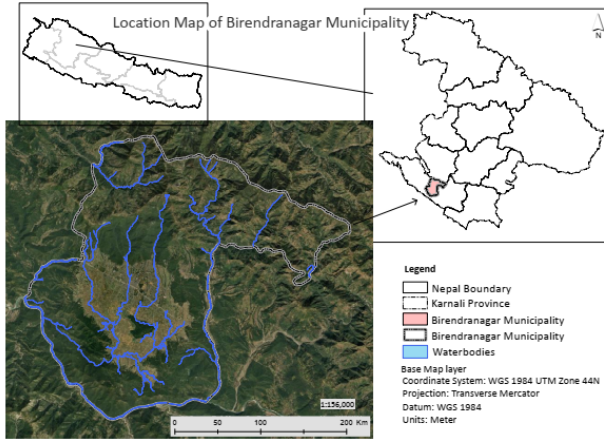 Location Map of Birendranagar Municipality
N
Legend
Nepal Boundary
Karnali Province
Birendranagar Municipality
Birendranagar Municipality
Waterbodies
Base Map layer
Coordinate System: WGS 1984 UTM Zone 44N
Projection: Transverse Mercator
Datum: WGS 1984
Units: Meter
1:156,000
0 50 100 200 Km